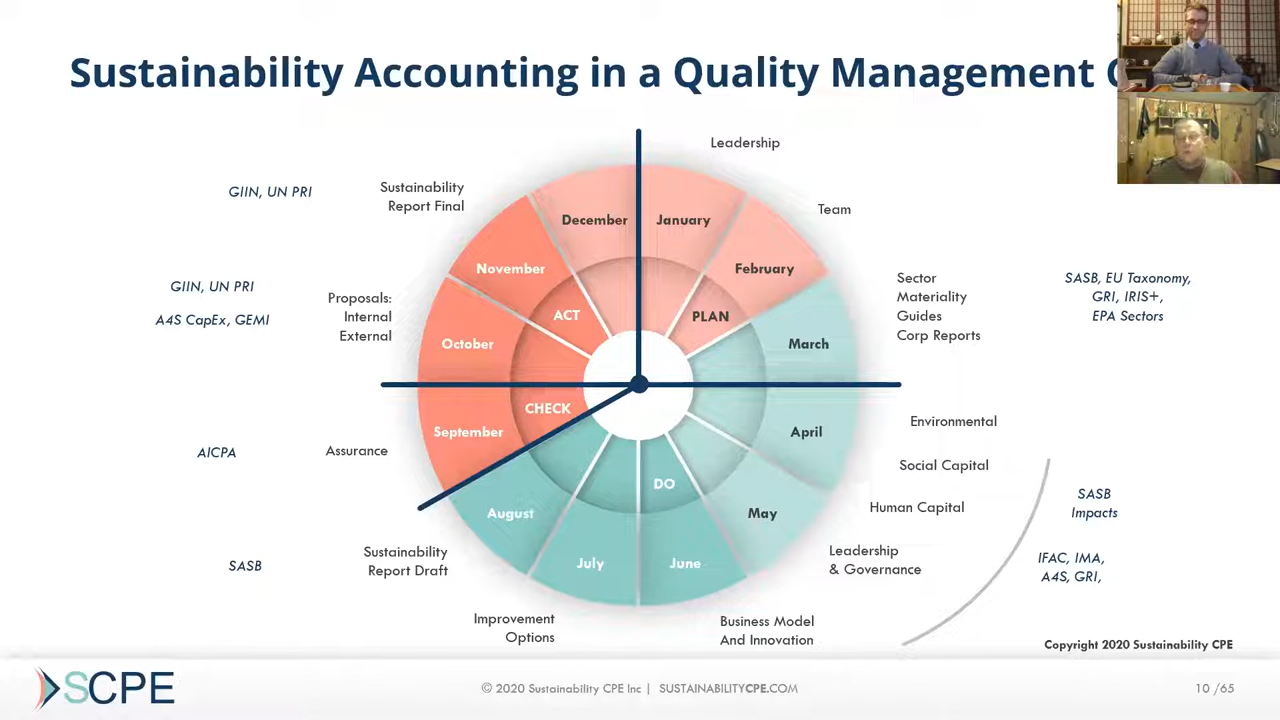 Sustainability Accounting in a Quality Management
Leadership
GIIN, UN PRI
Sustainability
Report Final
Team
December
January
November
February
GIIN, UN PRI
A4S CapEx, GEMI
Proposals:
Internal
External
ACT
PLAN
Sector
Materiality
Guides
Corp Reports
SASB, EU Taxonomy,
GRI, IRIS+,
EPA Sectors
October
March
CHECK
September
April
Environmental
AICPA
Assurance
Social Capital
DO
Human Capital
SASB
Impacts
August
May
SASB
Sustainability
Report Draft
July
June
Leadership
& Governance
IFAC, IMA,
A4S, GRI,
Improvement
Options
Business Model
And Innovation
Copyright 2020 Sustainability CPE
SCPE
© 2020 Sustainability CPE Inc | SUSTAINABILITYCPE.COM
10 /65